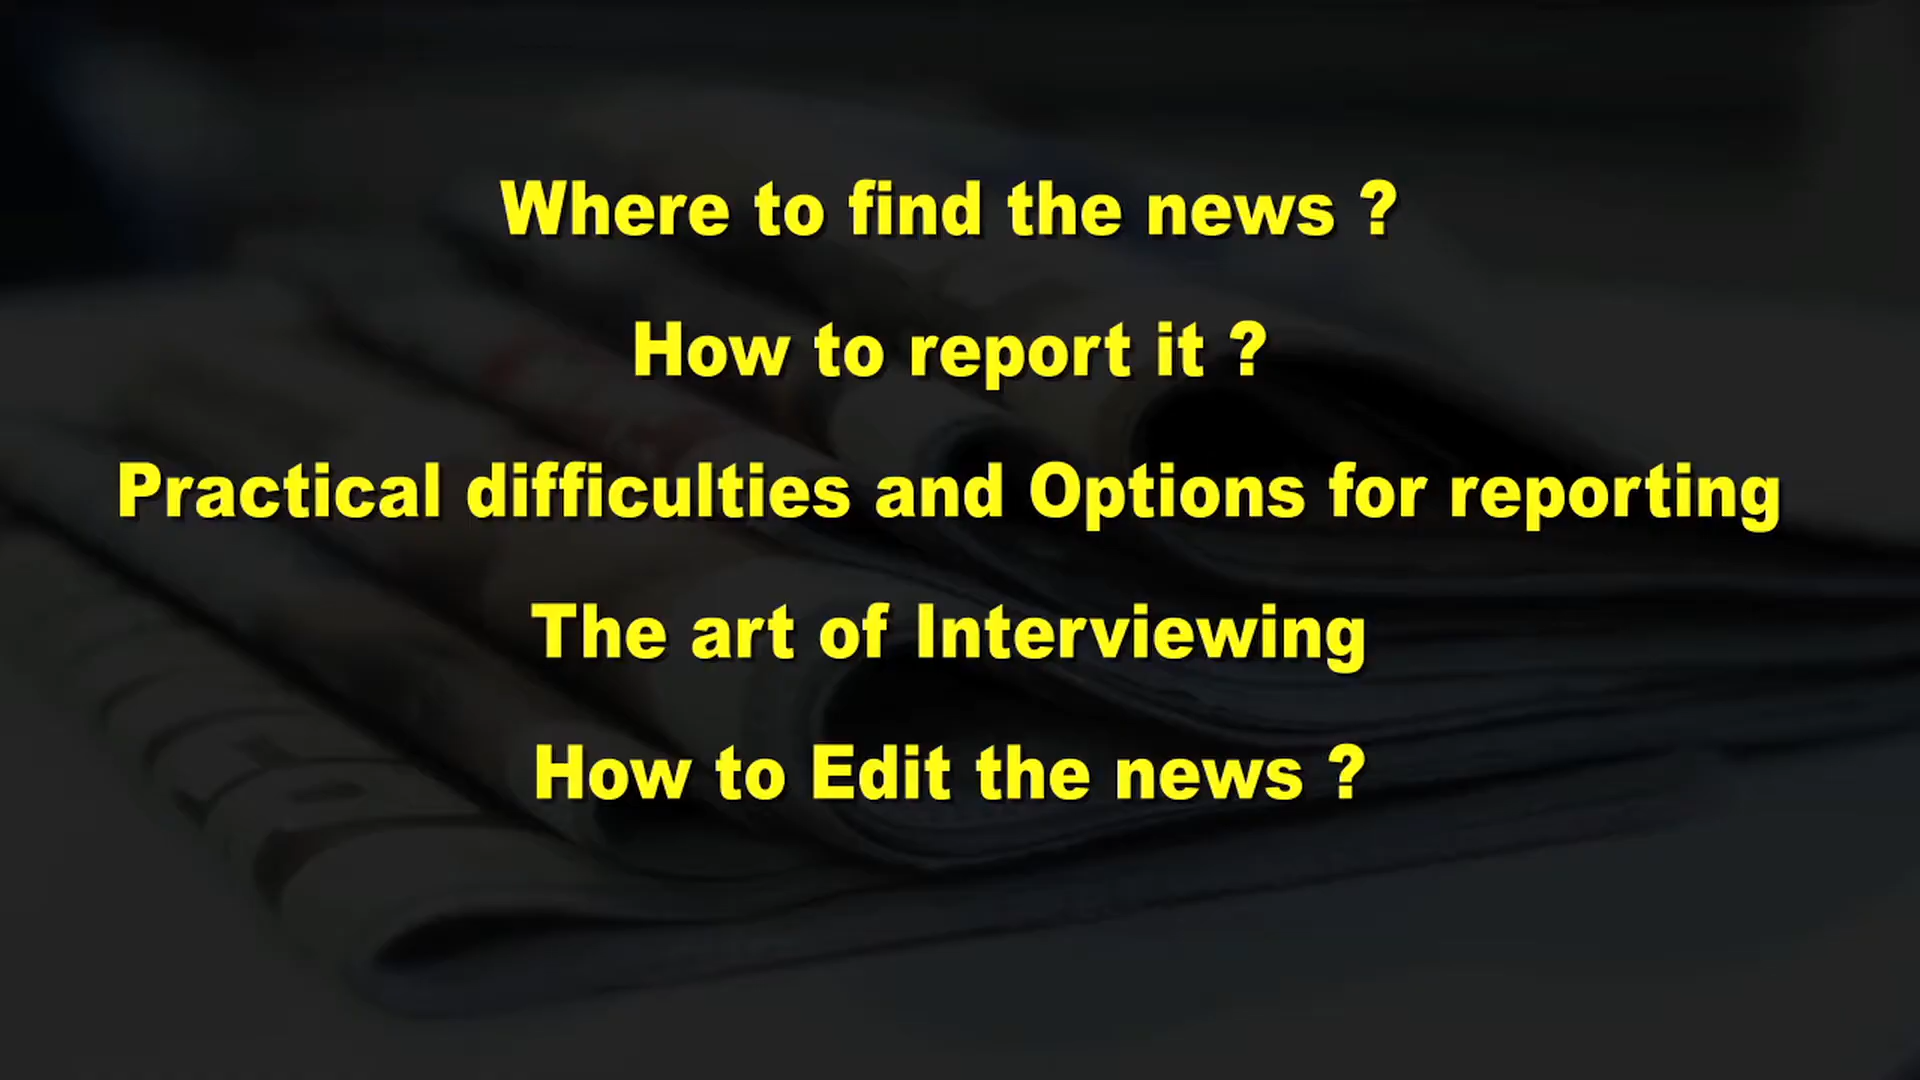 Where to find the news ?
How to report it ?
Practical difficulties and Options for reporting
The art of Interviewing
How to Edit the news ?